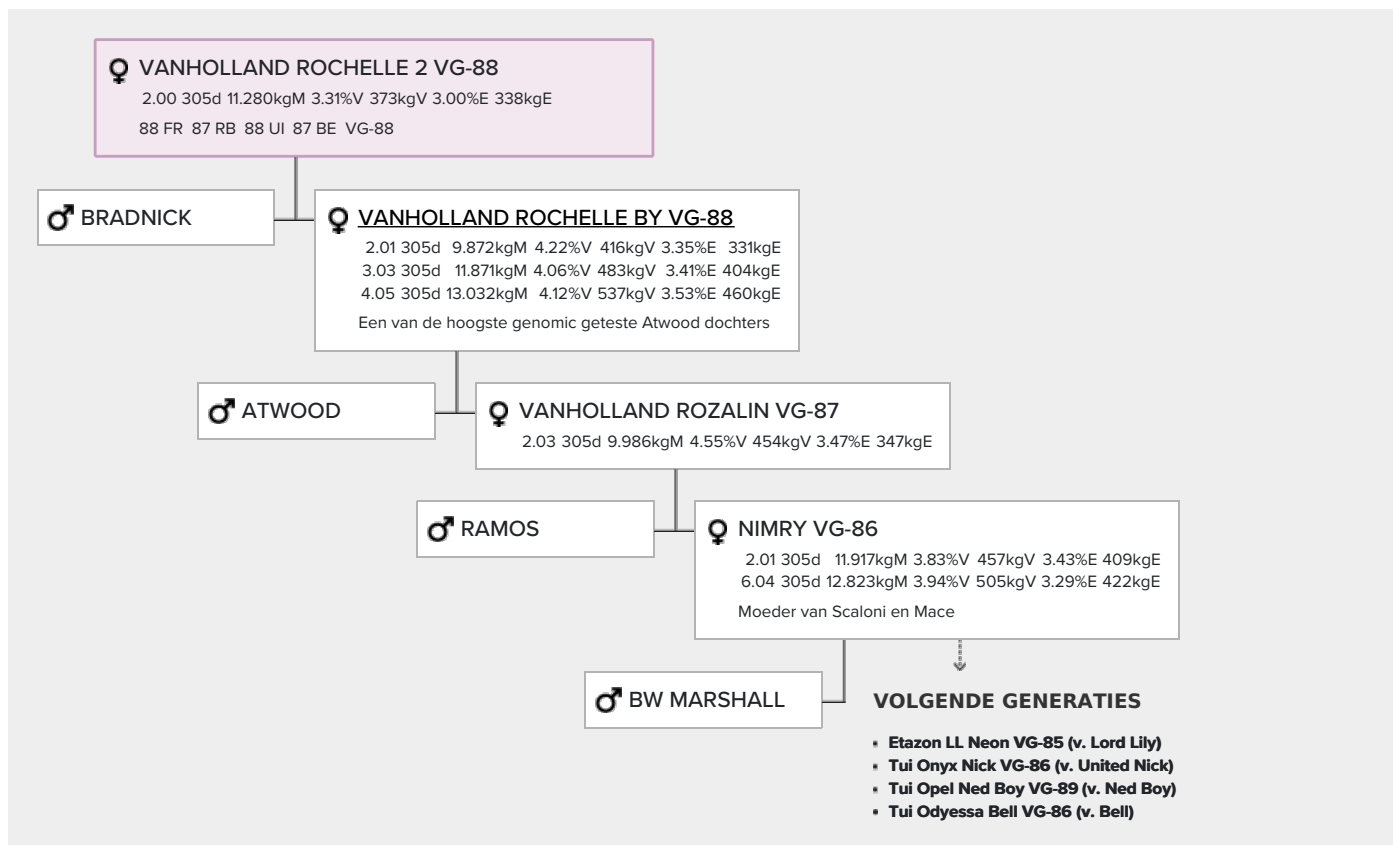 VANHOLLAND ROCHELLE 2 VG-88
2.00 305d 11.280kgM 3.31%V 373kgV 3.00%E 338kgE
88 FR 87 RB 88 UI 87 BE VG-88
BRADNICK
VANHOLLAND ROCHELLE BY VG-88
2.01 305d 9.872kgM 4.22%V 416kgV 3.35%E 331kgE
3.03 305d 11.871kgM 4.06%V 483kgV 3.41%E 404kgE
4.05 305d 13.032kgM 4.12%V 537kgV 3.53%E 460kgE
Een van de hoogste genomic geteste Atwood dochters
ATWOOD
VANHOLLAND ROZALIN VG-87
2.03 305d 9.986kgM 4.55%V 454kgV 3.47%E 347kgE
RAMOS
NIMRY VG-86
2.01 305d 11.917kgM 3.83%V 457kgV 3.43%E 409kgE
6.04 305d 12.823kgM 3.94%V 505kgV 3.29%E 422kgE
Moeder van Scaloni en Mace
BW MARSHALL
VOLGENDE GENERATIES
Etazon LL Neon VG-85 (v. Lord Lily)
Tui Onyx Nick VG-86 (v. United Nick)
Tui Opel Ned Boy VG-89 (v. Ned Boy)
Tui Odyessa Bell VG-86 (v. Bell)